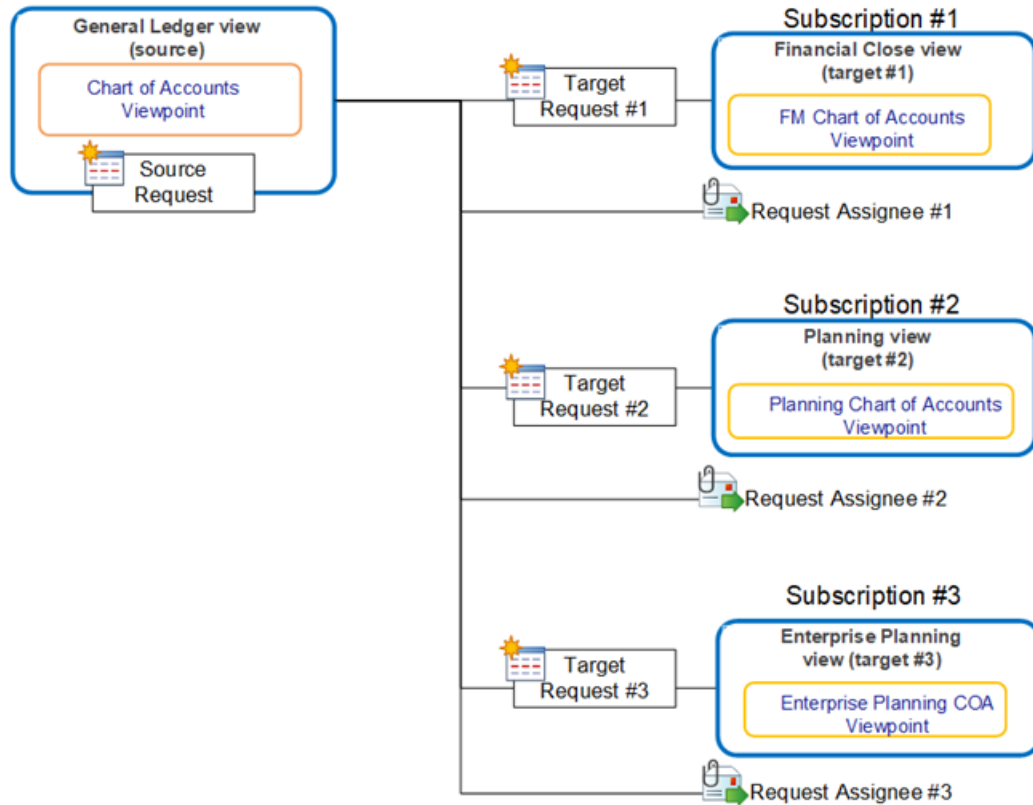 General Ledger view
(source)
Chart of Accounts
Viewpoint
Source
Request
Subscription #1
Target
Request #1
Financial Close view
(target #1)
FM Chart of Accounts
Viewpoint
Request Assignee #1
Subscription #2
Target
Request #2
Planning view
(target #2)
Planning Chart of Accounts
Viewpoint
Request Assignee #2
Subscription #3
Target
Request #3
Enterprise Planning
view (target #3)
Enterprise Planning COA
Viewpoint
Request Assignee #3